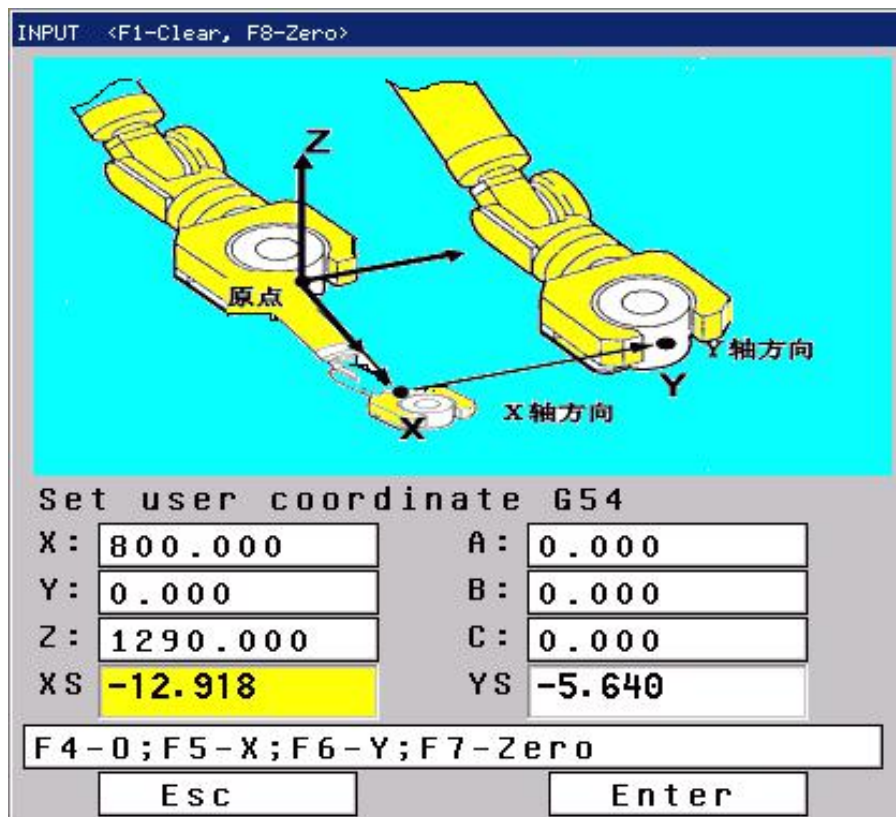 INPUT <F1-Clear, F8-Zero>
Z
原点
Y轴方向
Y
X
X轴方向
Set user coordinate G54
X: 800.000 A: 0.000
Y: 0.000 B: 0.000
Z: 1290.000 C: 0.000
XS -12.918 YS -5.640
F4-O;F5-X;F6-Y;F7-Zero
Esc Enter